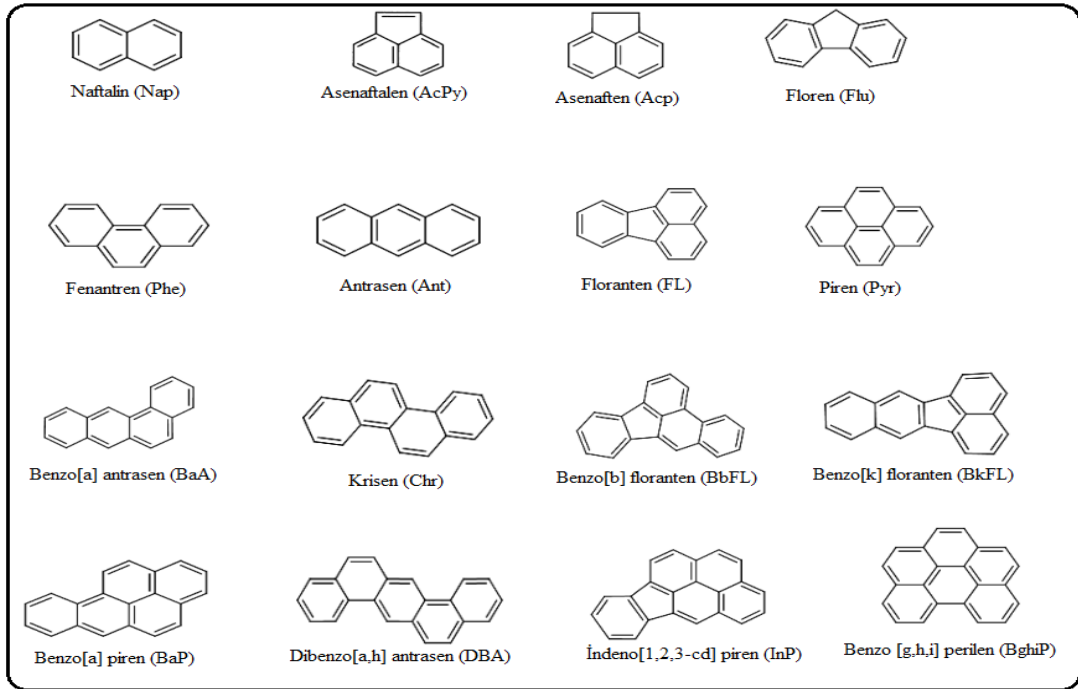 Naftalin (Nap)
Asenaftalen (AcPy)
Asenaften (Acp)
Floren (Flu)
Fenantren (Phe)
Antrasen (Ant)
Floranten (FL)
Piren (Pyr)
Benzo[a] antrasen (BaA)
Krisen (Chr)
Benzo[b] floranten (BbFL)
Benzo[k] floranten (BkFL)
Benzo[a] piren (BaP)
Dibenzo[a,h] antrasen (DBA)
İndeno[1,2,3-cd] piren (InP)
Benzo [g,h,i] perilen (BghiP)